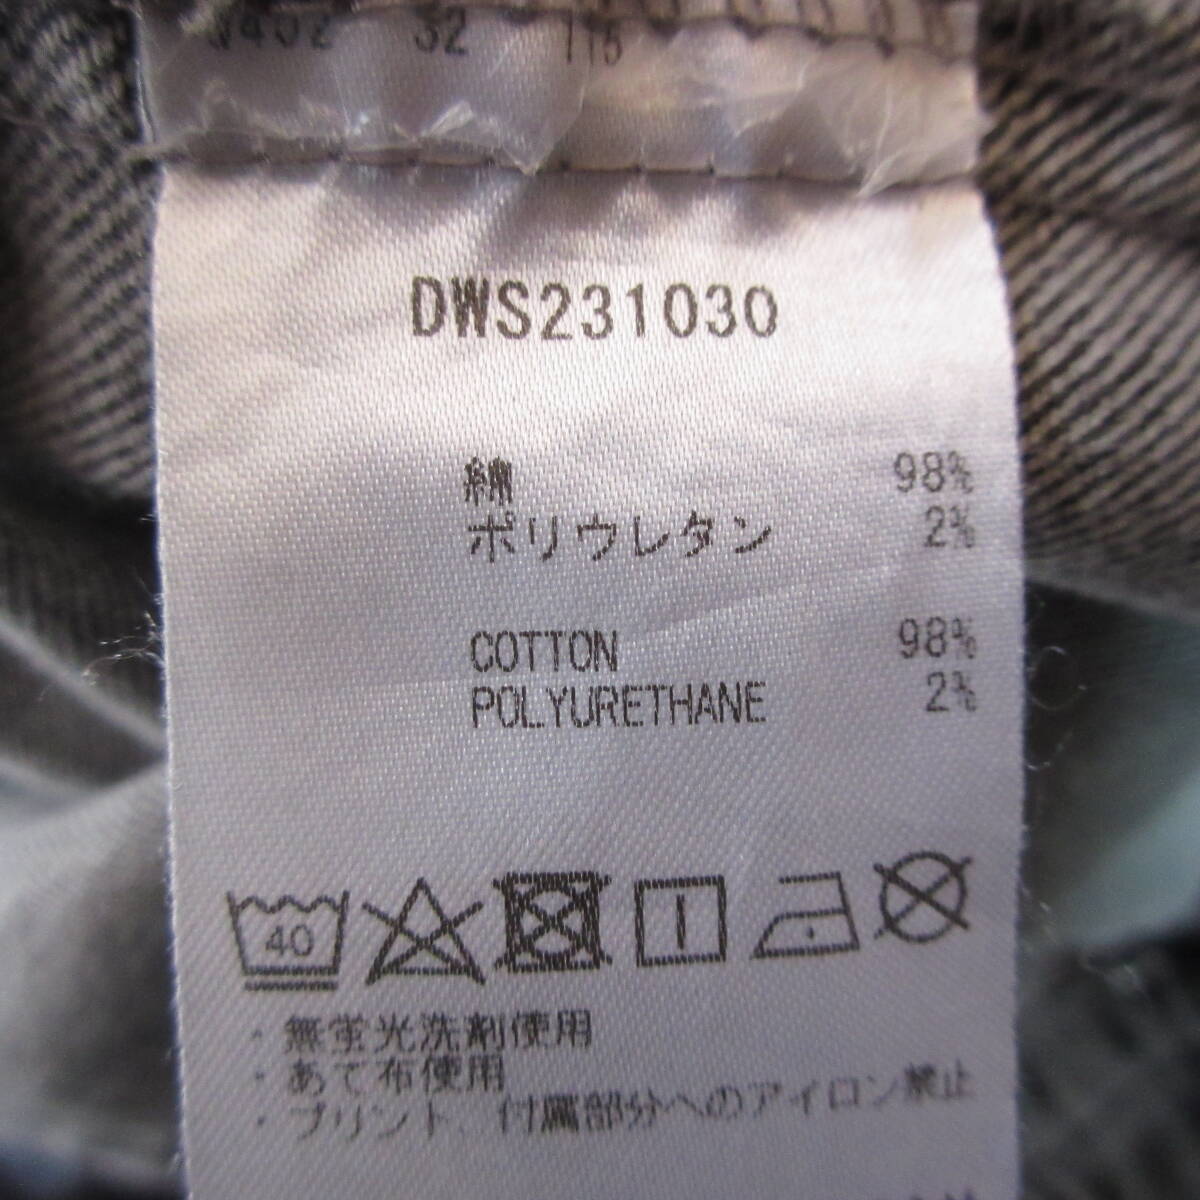 32
DWS231030
綿 98%
ポリウレタン 2%
COTTON 98%
POLYURETHANE 2%
40
・無蛍光洗剤使用
・あて布使用
・プリント、付属部分へのアイロン禁止